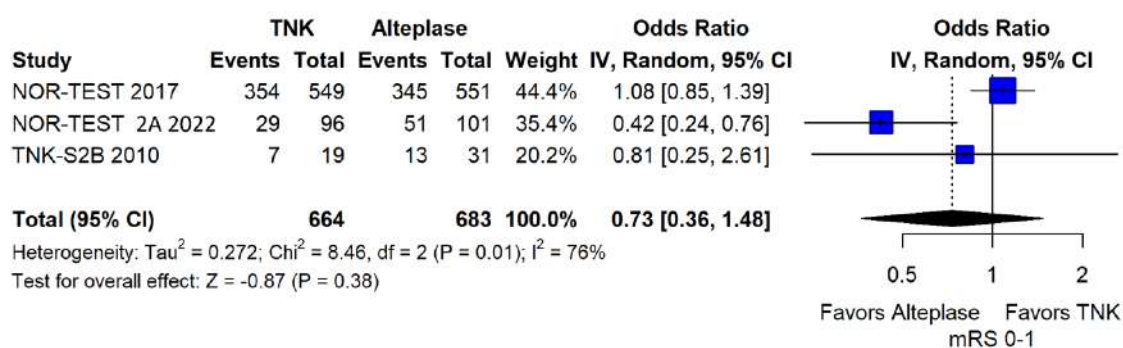 TNK Alteplase Odds Ratio Odds Ratio
Study Events Total Events Total Weight IV, Random, 95% CI IV, Random, 95% CI
NOR-TEST 2017 354 549 345 551 44.4% 1.08 [0.85, 1.39]
NOR-TEST 2A 2022 29 96 51 101 35.4% 0.42 [0.24, 0.76]
TNK-S2B 2010 7 19 13 31 20.2% 0.81 [0.25, 2.61]
Total (95% CI) 664 683 100.0% 0.73 [0.36, 1.48]
Heterogeneity: Tau² = 0.272; Chi² = 8.46, df = 2 (P = 0.01); I² = 76%
Test for overall effect: Z = -0.87 (P = 0.38)
0.5 1 2
Favors Alteplase Favors TNK
mRS 0-1